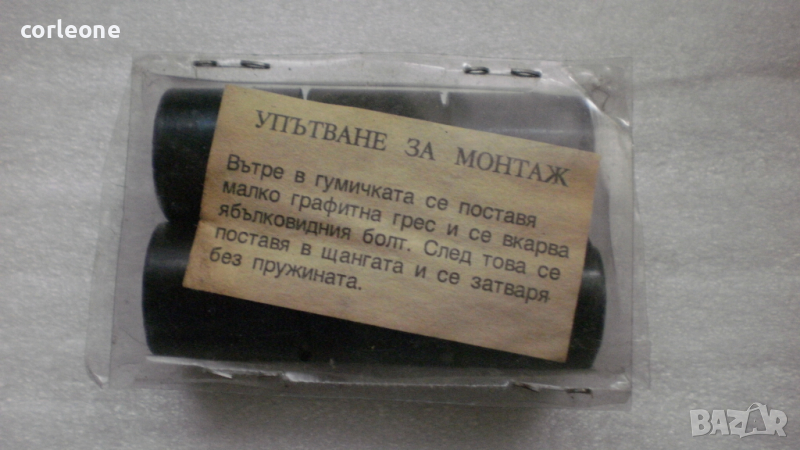 corleone
УПЪТВАНЕ ЗА МОНТАЖ
Вътре в гумичката се поставя
малко графитна грес и се вкарва
ябълковидния болт. След това се
поставя в щангата и се затваря
без пружината.
BAZAR